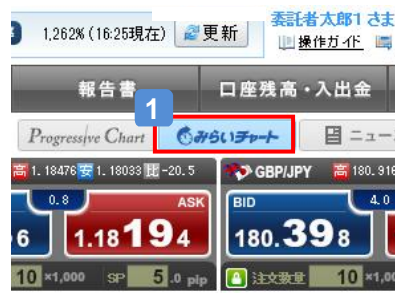 委託者太郎1 さま
1,262% (16:25現在) 更新 操作ガイド
報告書 口座残高・入出金
1
Progressive Chart みらいチャート ニュー
高 1.18476 安 1.18033 比 -20.5 GBP/JPY 高 180.916
0.8 ASK BID 4.0
6 1.18194 180.398
10 ×1,000 SP 5.0 pip 注文数量 10 ×1,00